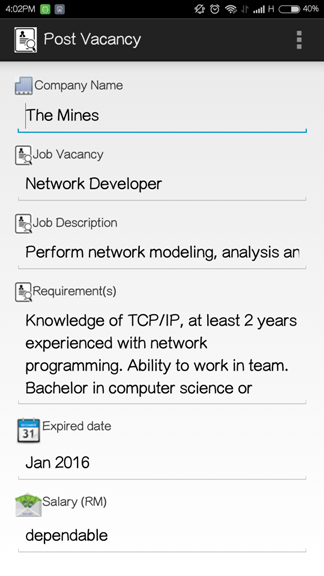 4:02PM
H
40%
Post Vacancy
Company Name
The Mines
Job Vacancy
Network Developer
Job Description
Perform network modeling, analysis an
Requirement(s)
Knowledge of TCP/IP, at least 2 years
experienced with network
programming. Ability to work in team.
Bachelor in computer science or
31
Expired date
Jan 2016
Salary (RM)
dependable